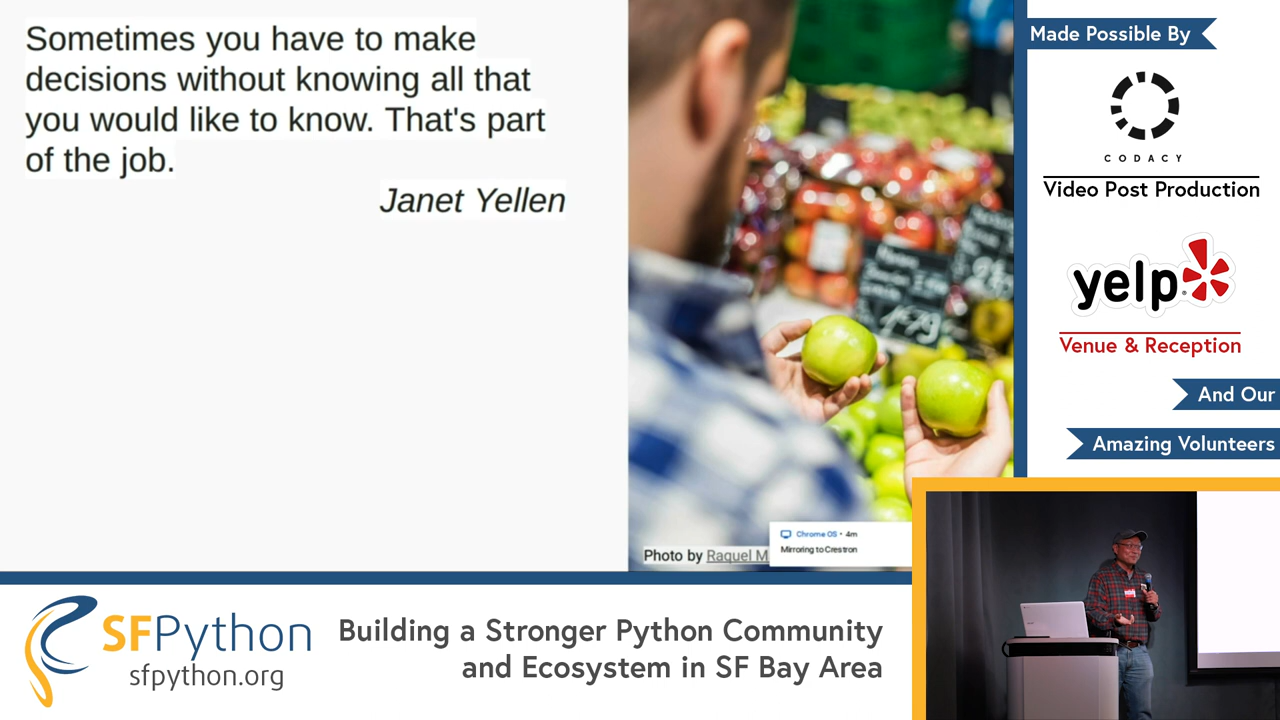 Sometimes you have to make
decisions without knowing all that
you would like to know. That's part
of the job.
Janet Yellen
Photo by Raquel M
Chrome OS • 4m
Mirroring to Crestron
Made Possible By
CODACY
Video Post Production
yelp
Venue & Reception
And Our
Amazing Volunteers
SFPython
sfpython.org
Building a Stronger Python Community
and Ecosystem in SF Bay Area